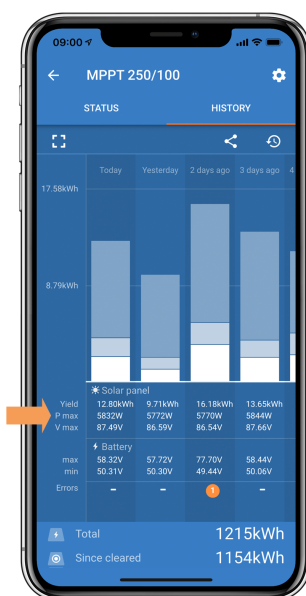 09:00
MPPT 250/100
STATUS HISTORY
Today Yesterday 2 days ago 3 days ago 4
17.58kWh
8.79kWh
Solar panel
Yield 12.80kWh 9.71kWh 16.18kWh 13.65kWh
P max 5832W 5772W 5770W 5844W
V max 87.49V 86.59V 86.54V 87.66V
Battery
max 58.32V 57.72V 77.70V 58.44V
min 50.31V 50.30V 49.44V 50.06V
Errors – – 1 –
Total 1215kWh
Since cleared 1154kWh